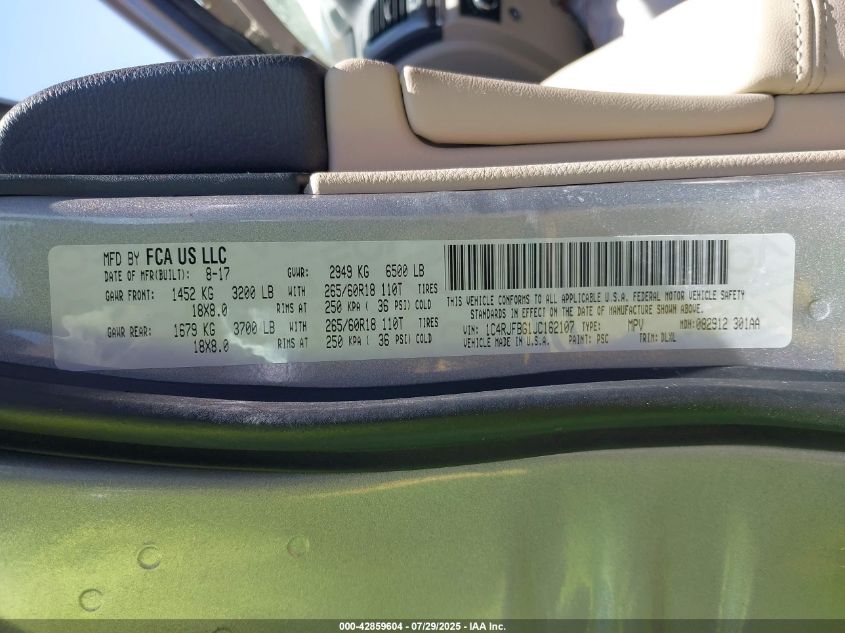 MFD BY FCA US LLC
DATE OF MFR(BUILT): 8-17 GVWR: 2949 KG 6500 LB
GAWR FRONT: 1452 KG 3200 LB WITH 265/60R18 110T TIRES
18X8.0 RIMS AT 250 KPA ( 36 PSI) COLD
GAWR REAR: 1679 KG 3700 LB WITH 265/60R18 110T TIRES
18X8.0 RIMS AT 250 KPA ( 36 PSI) COLD
THIS VEHICLE CONFORMS TO ALL APPLICABLE U.S.A. FEDERAL MOTOR VEHICLE SAFETY
STANDARDS IN EFFECT ON THE DATE OF MANUFACTURE SHOWN ABOVE.
VIN: 1C4RJFBG1JC162107 TYPE: MPV MDH: 082912 301AA
VEHICLE MADE IN U.S.A. PAINT: PSC TRIM: DLXL
000-42859604 / 07/29/2025 - IAA Inc.